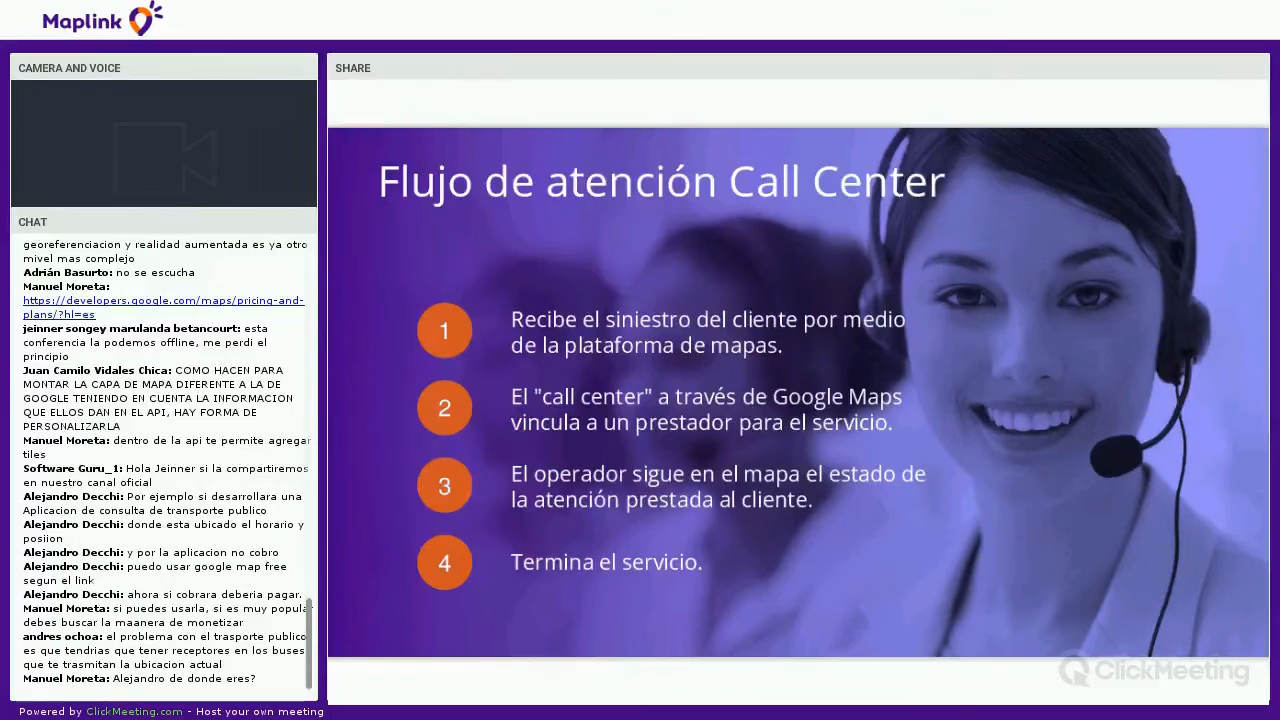 Maplink
CAMERA AND VOICE
CHAT
georeferenciacion y realidad aumentada es ya otro
mivel mas complejo
Adrián Basurto: no se escucha
Manuel Moreta:
https://developers.google.com/maps/pricing-and-
plans/?hl=es
jeinner songey marulanda betancourt: esta
conferencia la podemos offline, me perdi el
principio
Juan Camilo Vidales Chica: COMO HACEN PARA
MONTAR LA CAPA DE MAPA DIFERENTE A LA DE
GOOGLE TENIENDO EN CUENTA LA INFORMACION
QUE ELLOS DAN EN EL API, HAY FORMA DE
PERSONALIZARLA
Manuel Moreta: dentro de la api te permite agregar
tiles
Software Guru_1: Hola Jeinner si la compartiremos
en nuestro canal oficial
Alejandro Decchi: Por ejemplo si desarrollara una
Aplicacion de consulta de transporte publico
Alejandro Decchi: donde esta ubicado el horario y
posiion
Alejandro Decchi: y por la aplicacion no cobro
Alejandro Decchi: puedo usar google map free
segun el link
Alejandro Decchi: ahora si cobrara deberia pagar.
Manuel Moreta: si puedes usarla, si es muy popular
debes buscar la maanera de monetizar
andres ochoa: el problema con el trasporte publico
es que tendrias que tener receptores en los buses
que te trasmitan la ubicacion actual
Manuel Moreta: Alejandro de donde eres?
Powered by ClickMeeting.com - Host your own meeting
SHARE
Flujo de atención Call Center
1 Recibe el siniestro del cliente por medio
de la plataforma de mapas.
2 El "call center" a través de Google Maps
vincula a un prestador para el servicio.
3 El operador sigue en el mapa el estado de
la atención prestada al cliente.
4 Termina el servicio.
ClickMeeting